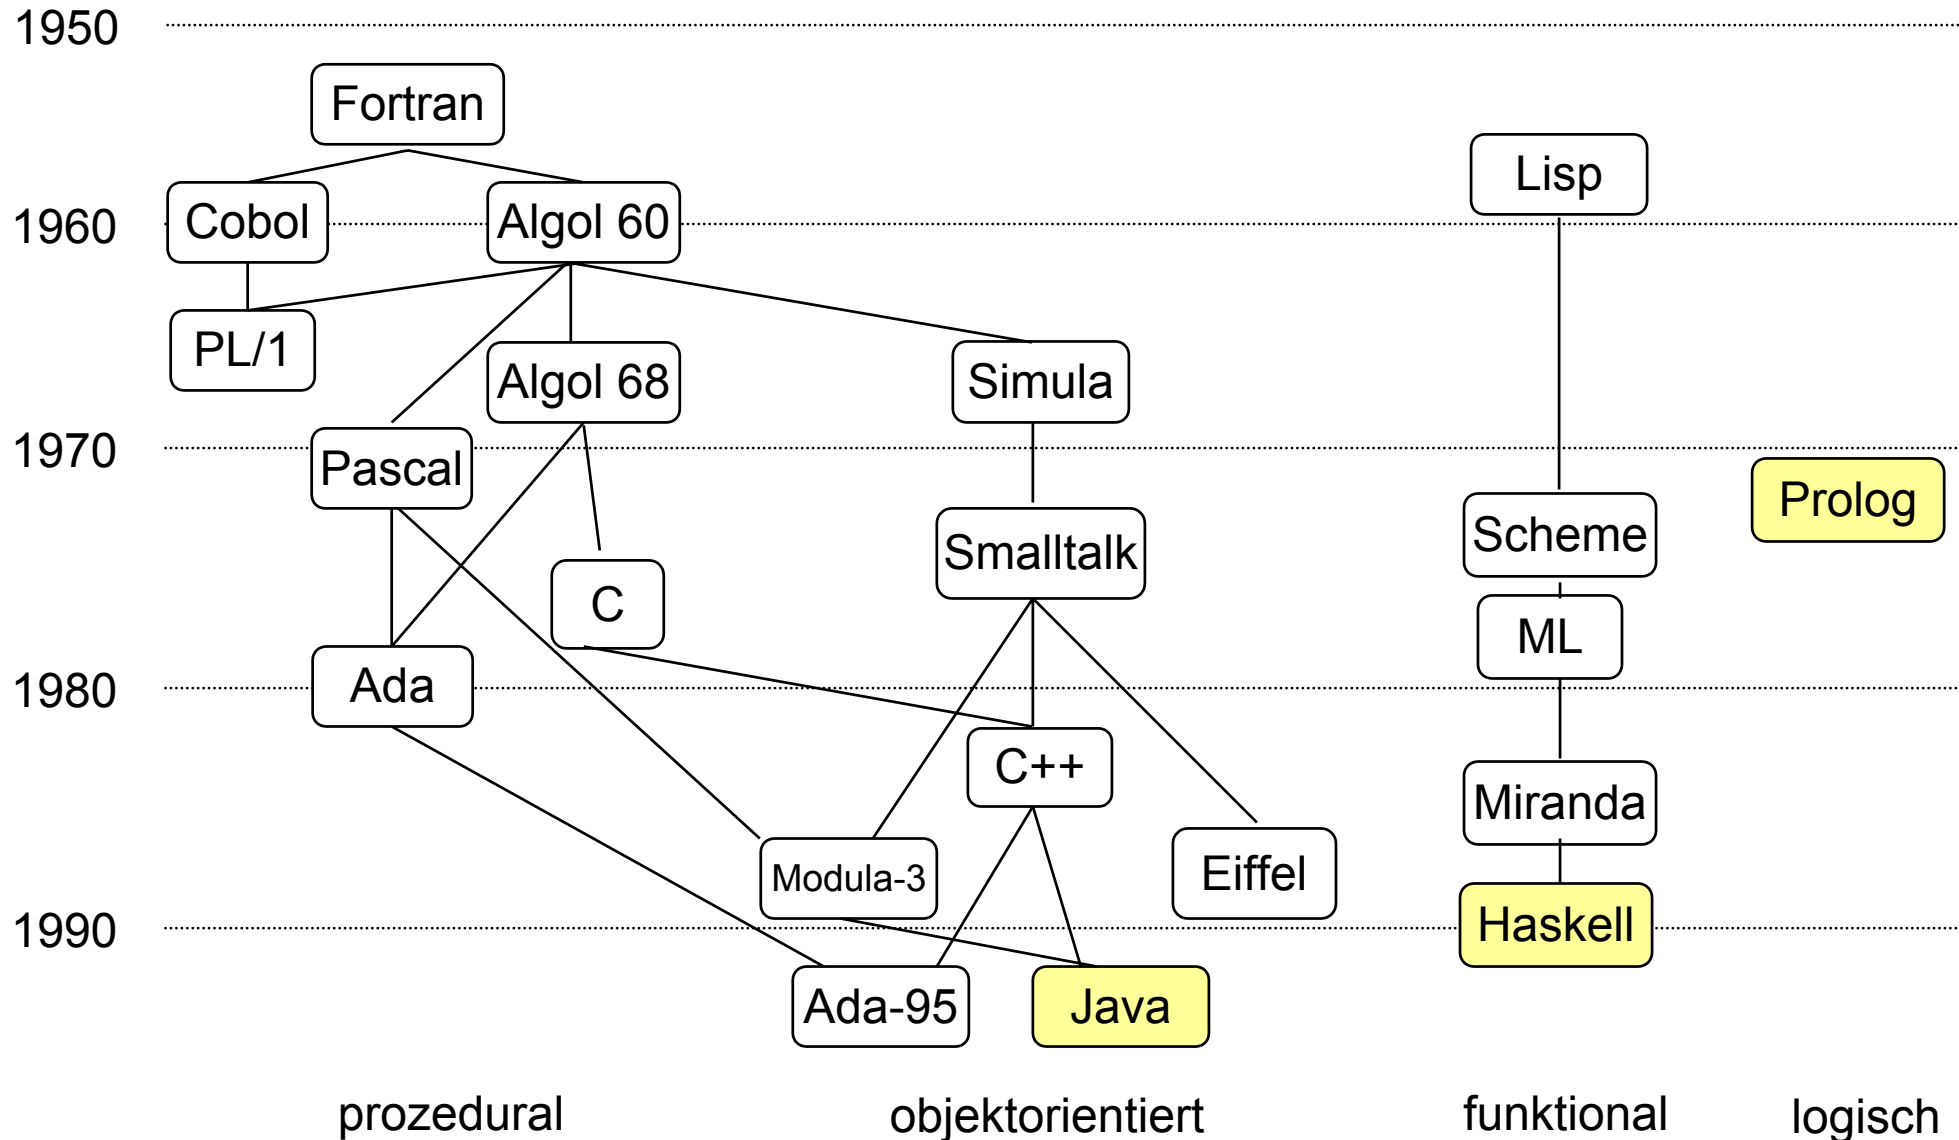 1950
Fortran
Lisp
Cobol
Algol 60
1960
PL/1
Algol 68
Simula
1970
Pascal
Prolog
Scheme
Smalltalk
C
ML
1980
Ada
C++
Miranda
Modula-3
Eiffel
1990
Haskell
Ada-95
Java
prozedural
objektorientiert
funktional
logisch